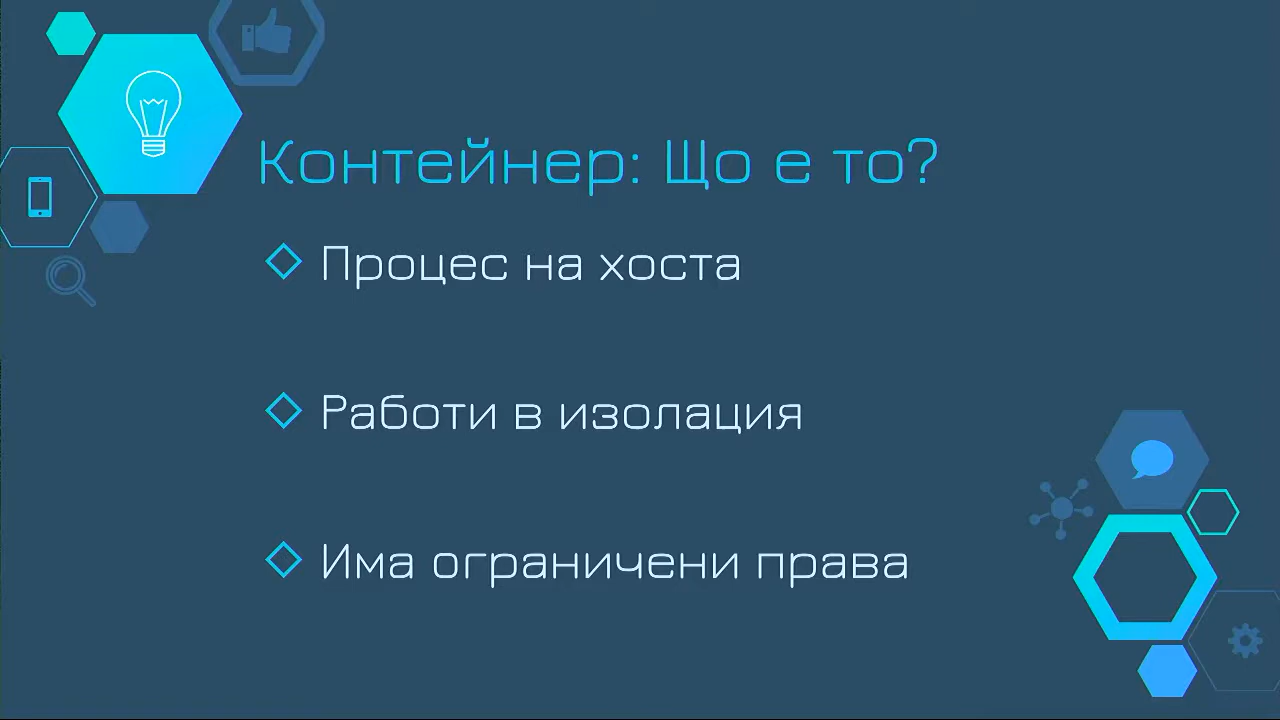 Контейнер: Що е то?
Процес на хоста
Работи в изолация
Има ограничени права